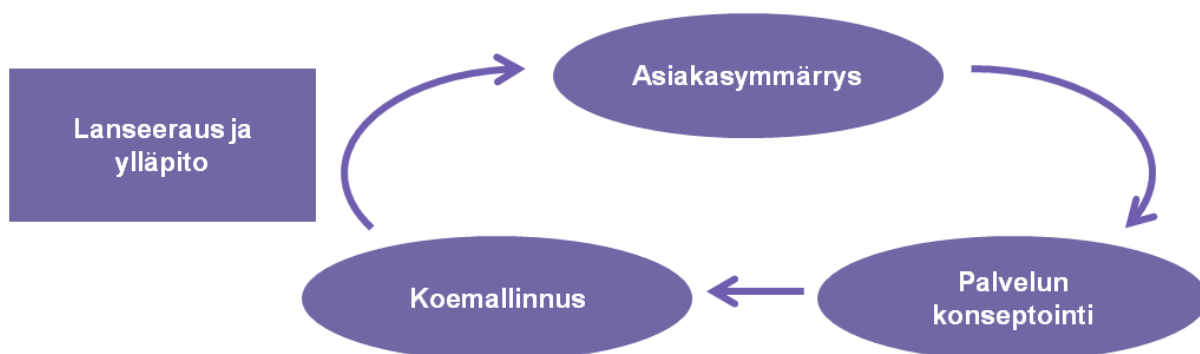 Asiakasymmärrys
Lanseeraus ja
ylläpito
Koemallinnus
Palvelun
konseptointi